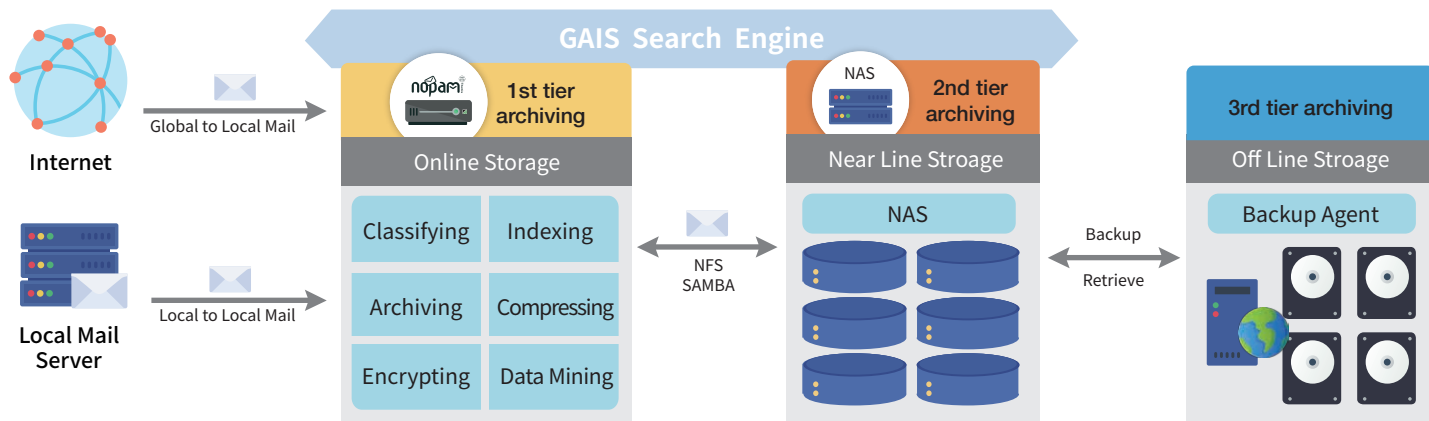 GAIS Search Engine
Internet
Global to Local Mail
Local Mail
Server
Local to Local Mail
nopam
1st tier
archiving
Online Storage
Classifying
Indexing
Archiving
Compressing
Encrypting
Data Mining
NFS
SAMBA
NAS
2nd tier
archiving
Near Line Stroage
NAS
Backup
Retrieve
3rd tier archiving
Off Line Stroage
Backup Agent